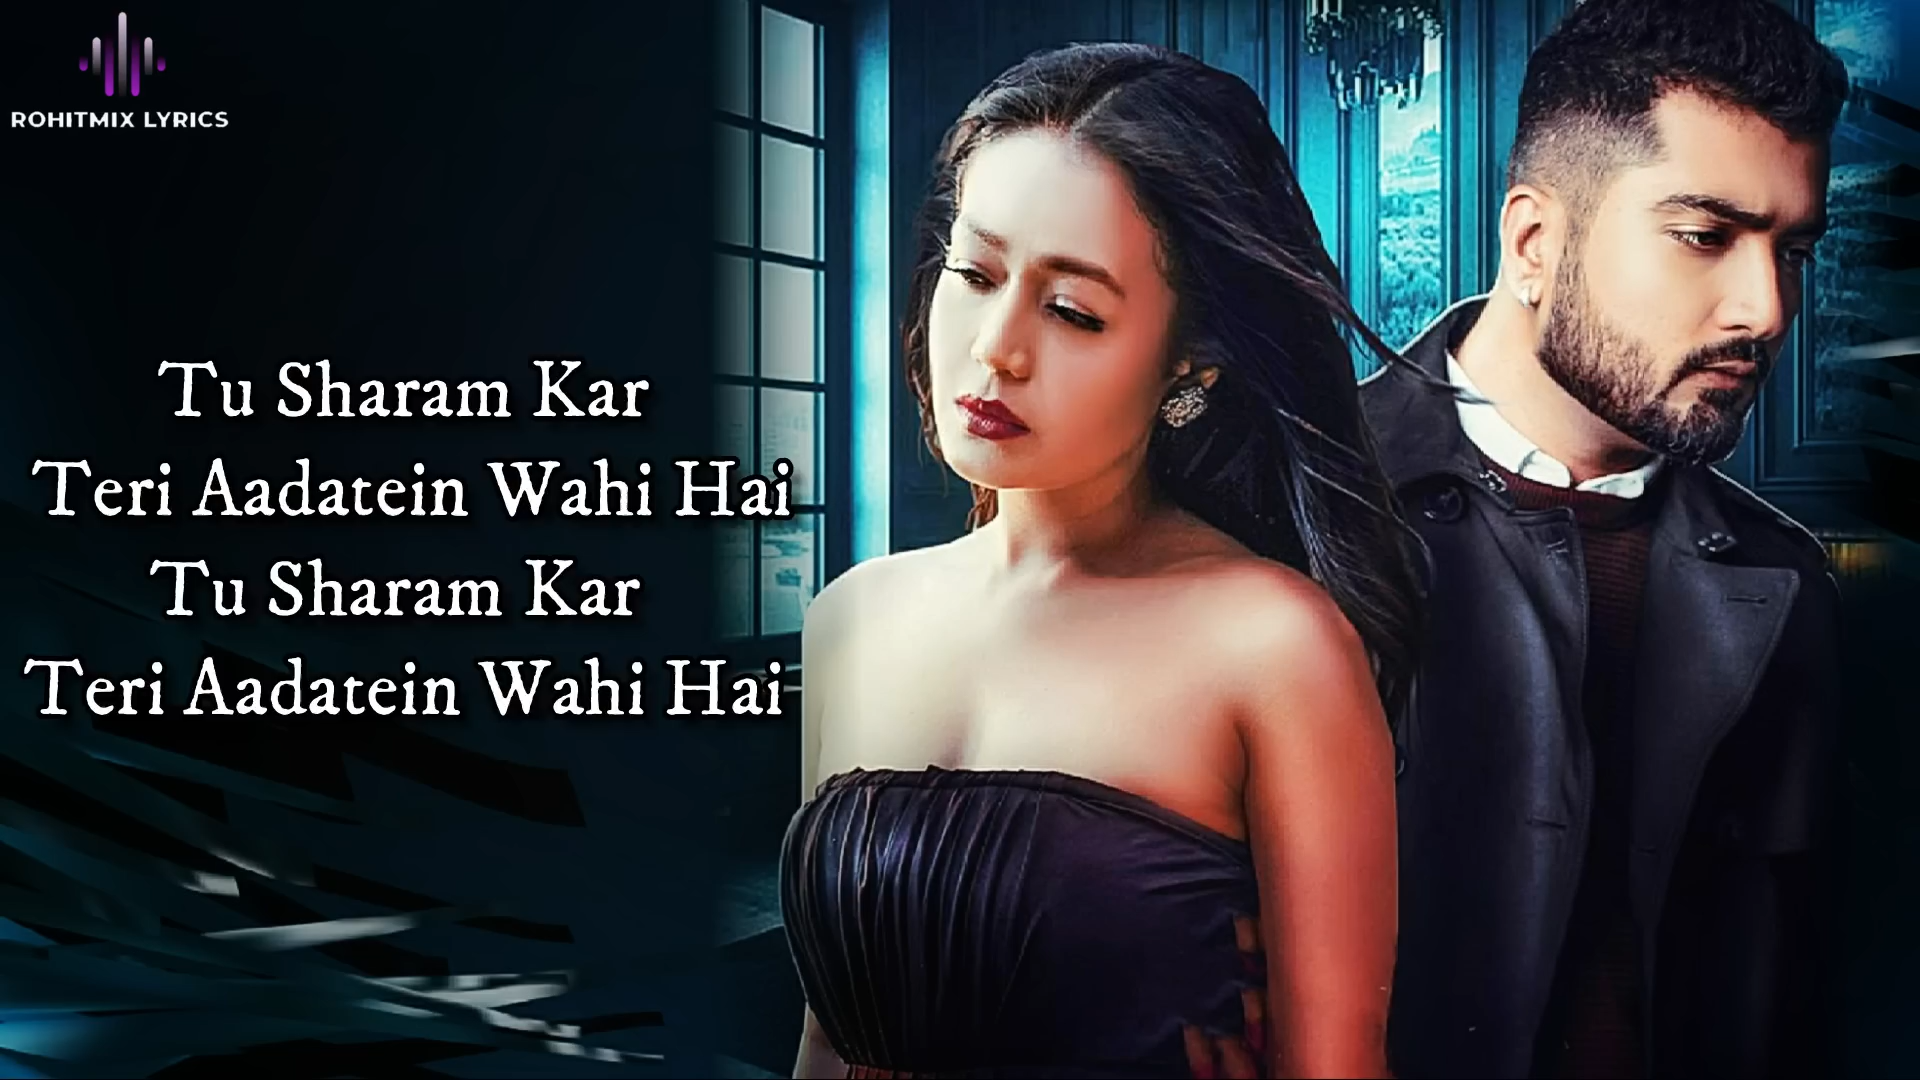 ROHITMIX LYRICS
Tu Sharam Kar
Teri Aadatein Wahi Hai
Tu Sharam Kar
Teri Aadatein Wahi Hai